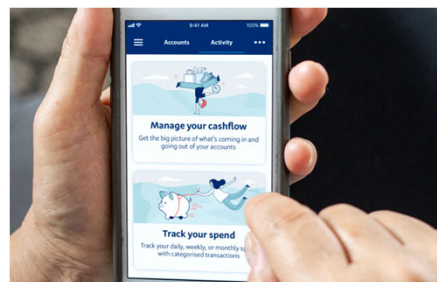 9:41 AM 100%
Accounts Activity
Manage your cashflow
Get the big picture of what's coming in and
going out of your accounts
Track your spend
Track your daily, weekly, or monthly
with categorised transactions